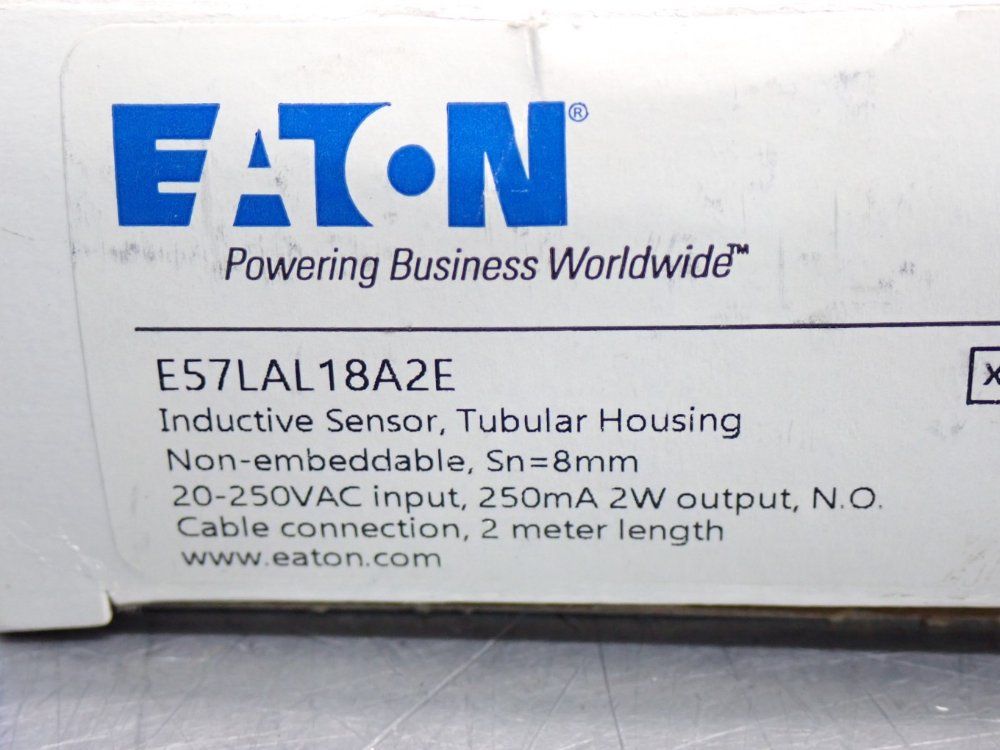 EATON®
Powering Business Worldwide™
E57LAL18A2E
X
Inductive Sensor, Tubular Housing
Non-embeddable, Sn=8mm
20-250VAC input, 250mA 2W output, N.O.
Cable connection, 2 meter length
www.eaton.com